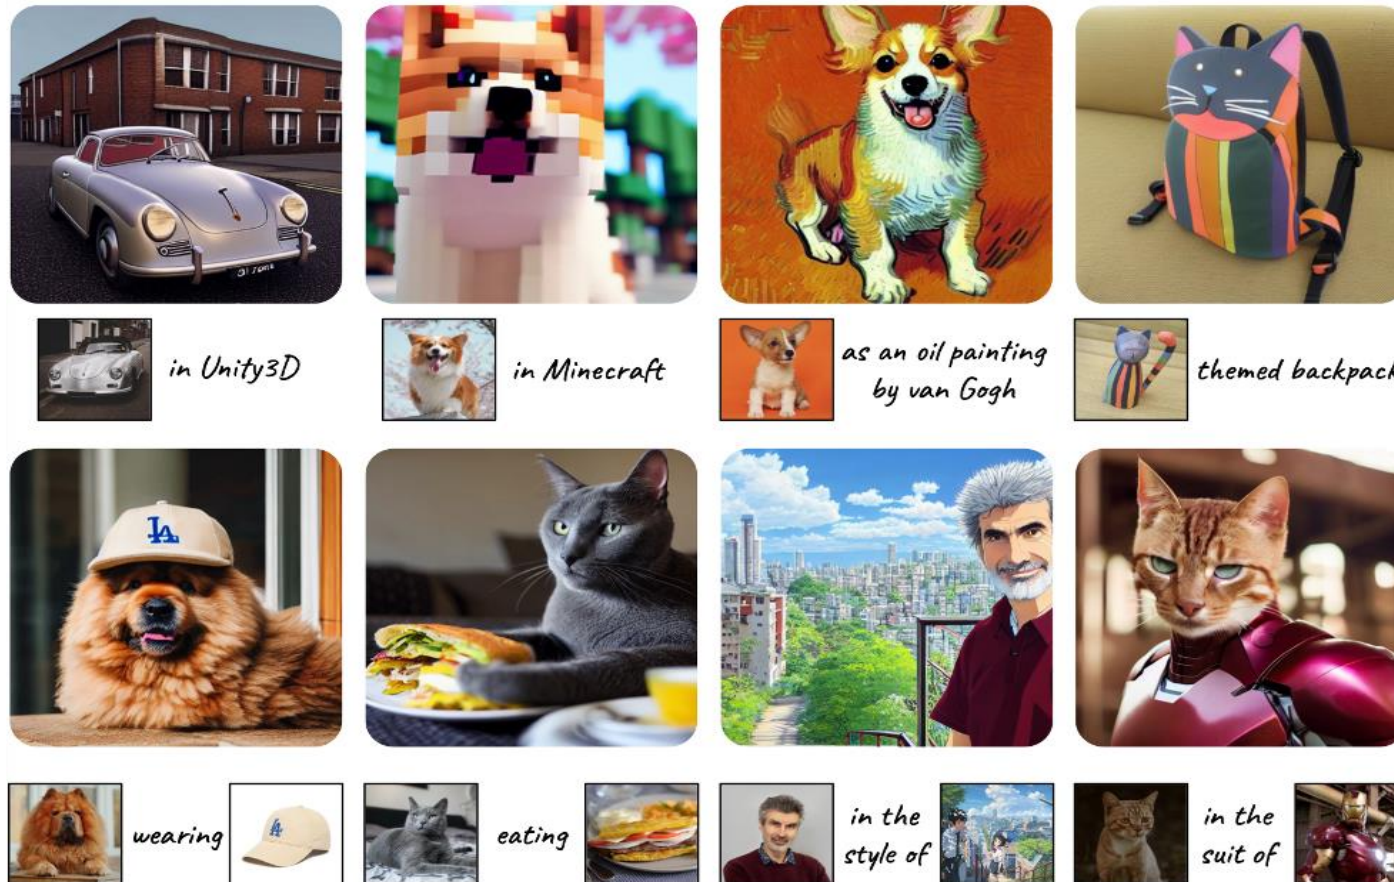 in Unity3D
in Minecraft
as an oil painting
by van Gogh
themed backpack
LA
wearing
LA
eating
in the
style of
in the
suit of